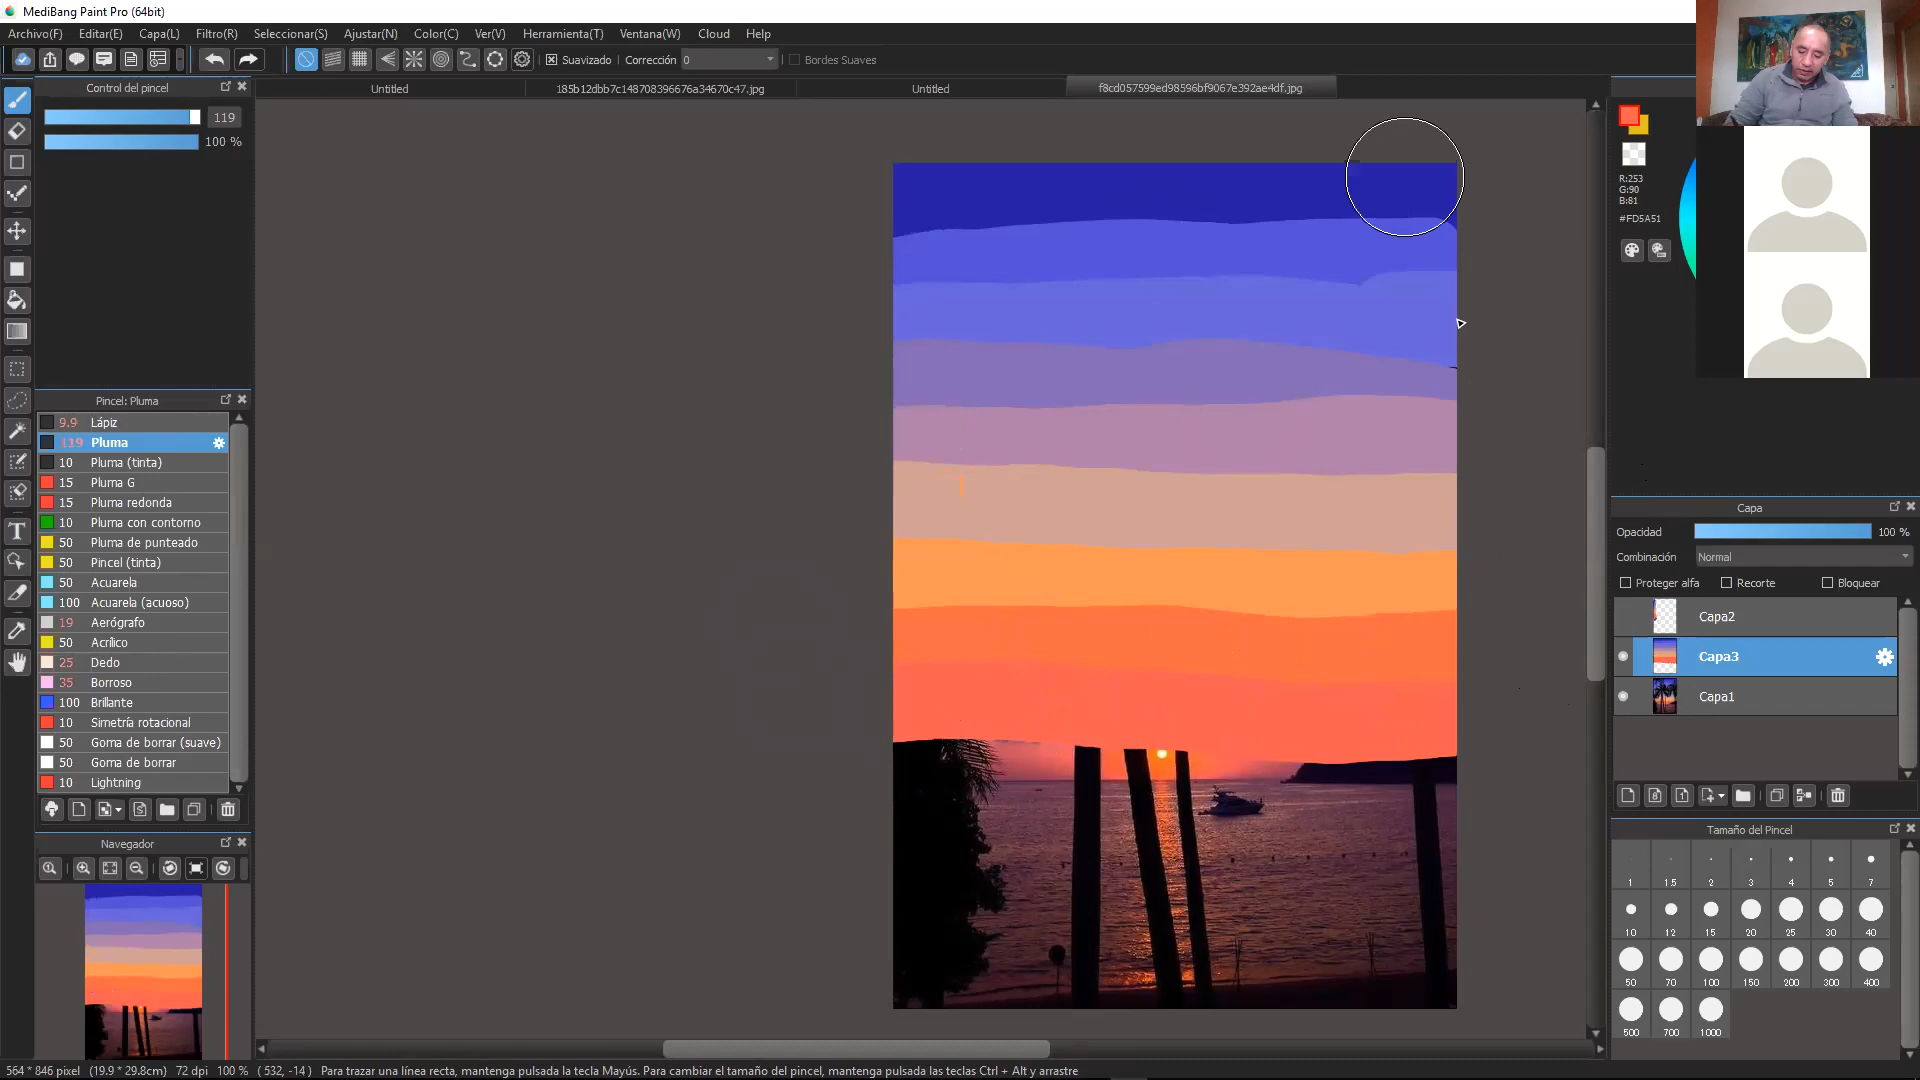 MediBang Paint Pro (64bit)
Archivo(F) Editar(E) Capa(L) Filtro(R) Seleccionar(S) Ajustar(N) Color(C) Ver(V) Herramienta(T) Ventana(W) Cloud Help
Suavizado Corrección 0 Bordes Suaves
Control del pincel
Untitled 185b12dbb7c148708396676a34670c47.jpg Untitled f8cd057599ed98596bf9067e392ae4df.jpg
119
100 %
R:253
G:90
B:81
#FD5A51
Pincel: Pluma
9.9 Lápiz
119 Pluma
10 Pluma (tinta)
15 Pluma G
15 Pluma redonda
10 Pluma con contorno
50 Pluma de punteado
50 Pincel (tinta)
50 Acuarela
100 Acuarela (acuoso)
19 Aerógrafo
50 Acrílico
25 Dedo
35 Borroso
100 Brillante
10 Simetría rotacional
50 Goma de borrar (suave)
50 Goma de borrar
10 Lightning
Navegador
Capa
Opacidad 100 %
Combinación Normal
Proteger alfa Recorte Bloquear
Capa2
Capa3
Capa1
Tamaño del Pincel
1 1.5 2 3 4 5 7
10 12 15 20 25 30 40
50 70 100 150 200 300 400
500 700 1000
564 * 846 pixel (19.9 * 29.8cm) 72 dpi 100 % ( 532, -14 ) Para trazar una línea recta, mantenga pulsada la tecla Mayús. Para cambiar el tamaño del pincel, mantenga pulsadas las teclas Ctrl + Alt y arrastre